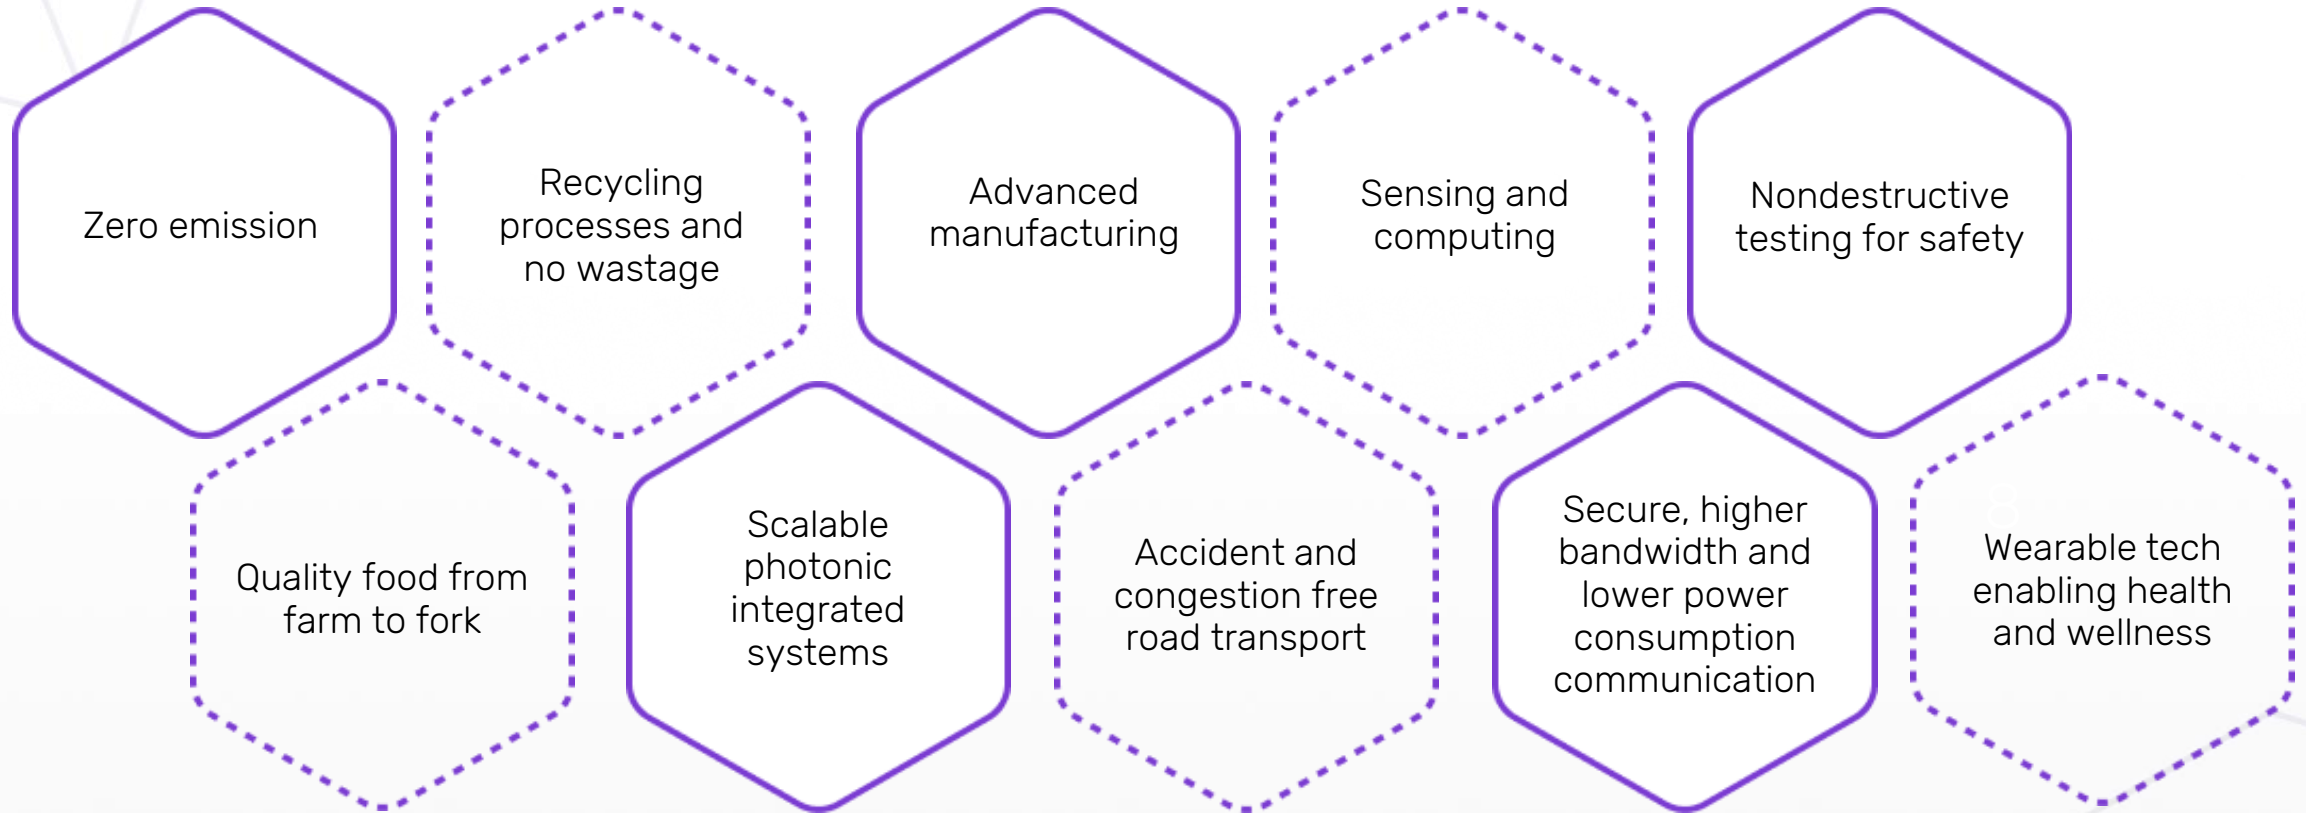 Zero emission
Recycling
processes and
no wastage
Advanced
manufacturing
Sensing and
computing
Nondestructive
testing for safety
Quality food from
farm to fork
Scalable
photonic
integrated
systems
Accident and
congestion free
road transport
Secure, higher
bandwidth and
lower power
consumption
communication
8
Wearable tech
enabling health
and wellness